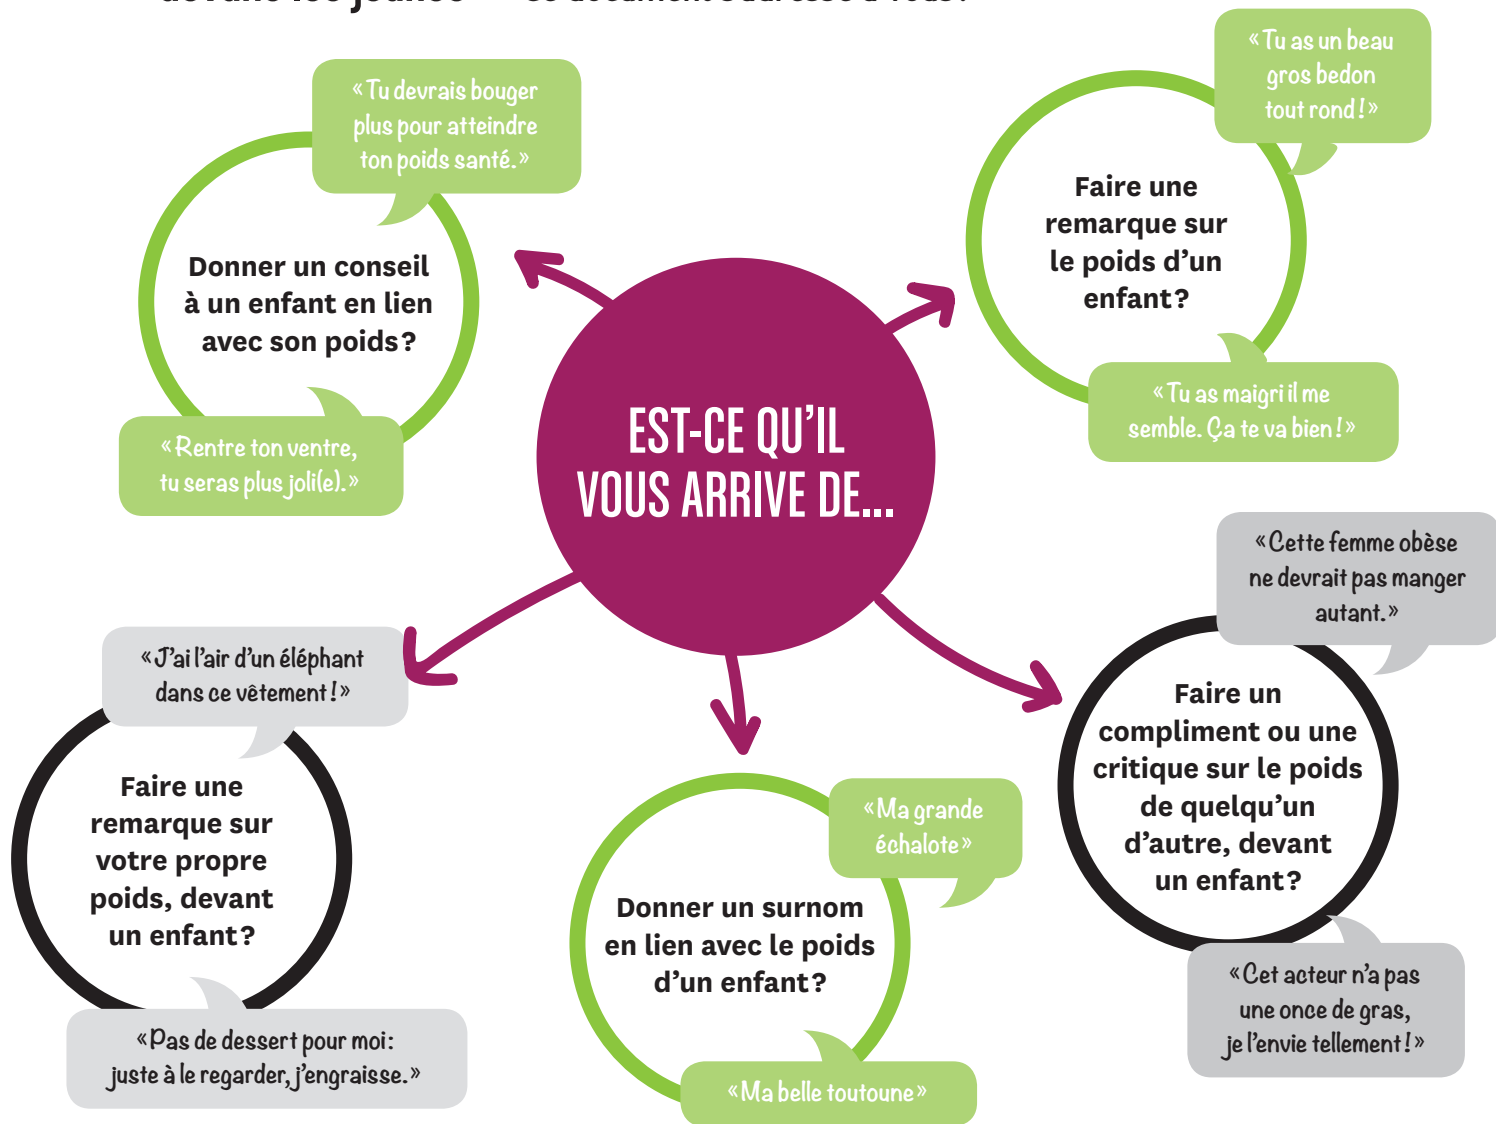 devant les jeunes
Ce document s'adresse à vous!
«Tu devrais bouger
plus pour atteindre
ton poids santé.»
Donner un conseil
à un enfant en lien
avec son poids?
«Rentre ton ventre,
tu seras plus joli(e).»
«Tu as un beau
gros bedon
tout rond!»
Faire une
remarque sur
le poids d'un
enfant?
«Tu as maigri il me
semble. Ça te va bien!»
EST-CE QU'IL
VOUS ARRIVE DE...
«J'ai l'air d'un éléphant
dans ce vêtement!»
Faire une
remarque sur
votre propre
poids, devant
un enfant?
«Pas de dessert pour moi:
juste à le regarder, j'engraisse.»
«Ma grande
échalote»
Donner un surnom
en lien avec le poids
d'un enfant?
«Ma belle toutoune»
«Cette femme obèse
ne devrait pas manger
autant.»
Faire un
compliment ou une
critique sur le poids
de quelqu'un
d'autre, devant
un enfant?
«Cet acteur n'a pas
une once de gras,
je l'envie tellement!»